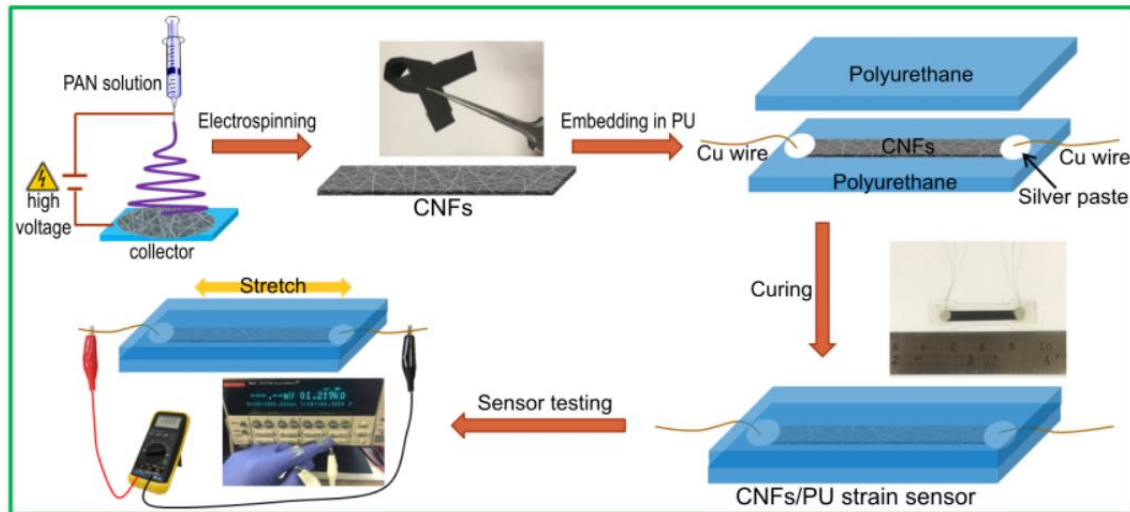 PAN solution
high
voltage
collector
Electrospinning
CNFs
Embedding in PU
Polyurethane
Cu wire
CNFs
Cu wire
Polyurethane
Silver paste
Curing
CNFs/PU strain sensor
Sensor testing
Stretch